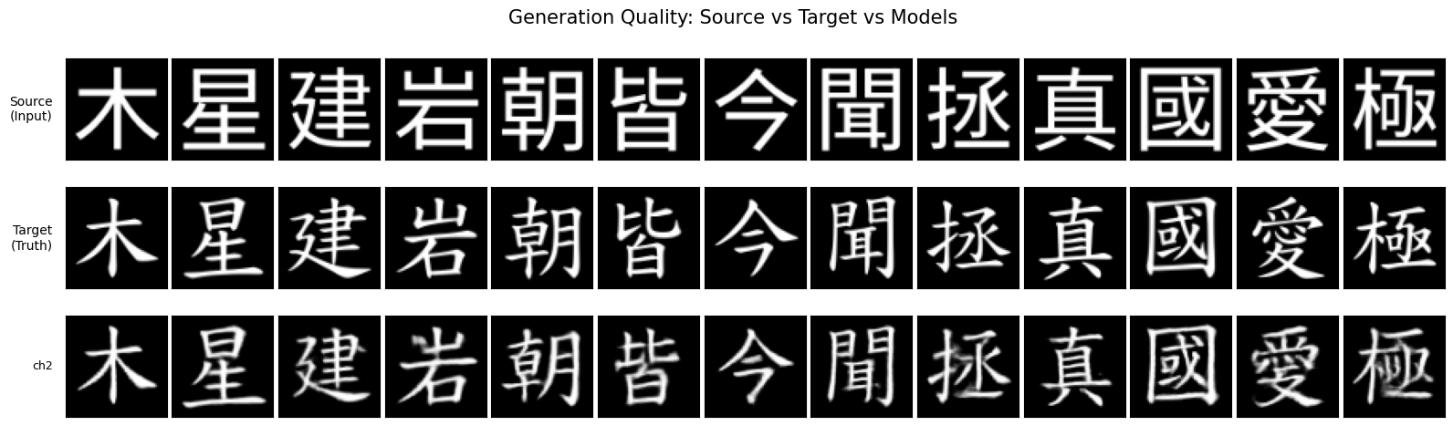 Generation Quality: Source vs Target vs Models
Source
(Input)
木星建岩朝皆今聞拯真國愛極
Target
(Truth)
木星建岩朝皆今聞拯真國愛極
ch2
木星建岩朝皆今聞拯真國愛極